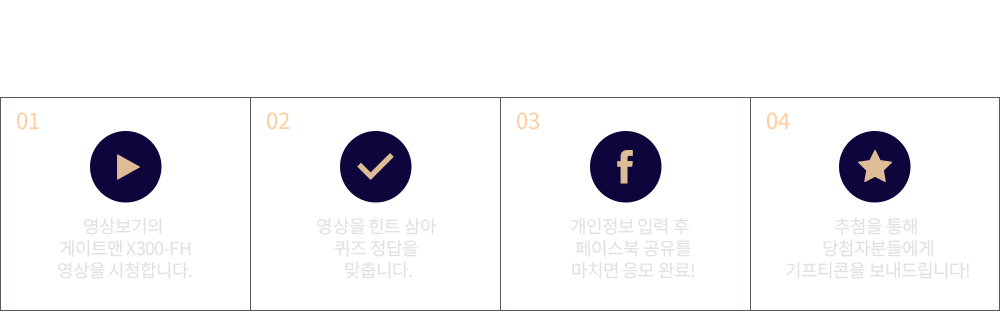 01
영상보기의
게이트맨 X300-FH
영상을 시청합니다.
02
영상을 힌트 삼아
퀴즈 정답을
맞춥니다.
03
개인정보 입력 후
페이스북 공유를
마치면 응모 완료!
04
추첨을 통해
당첨자분들에게
기프티콘을 보내드립니다!